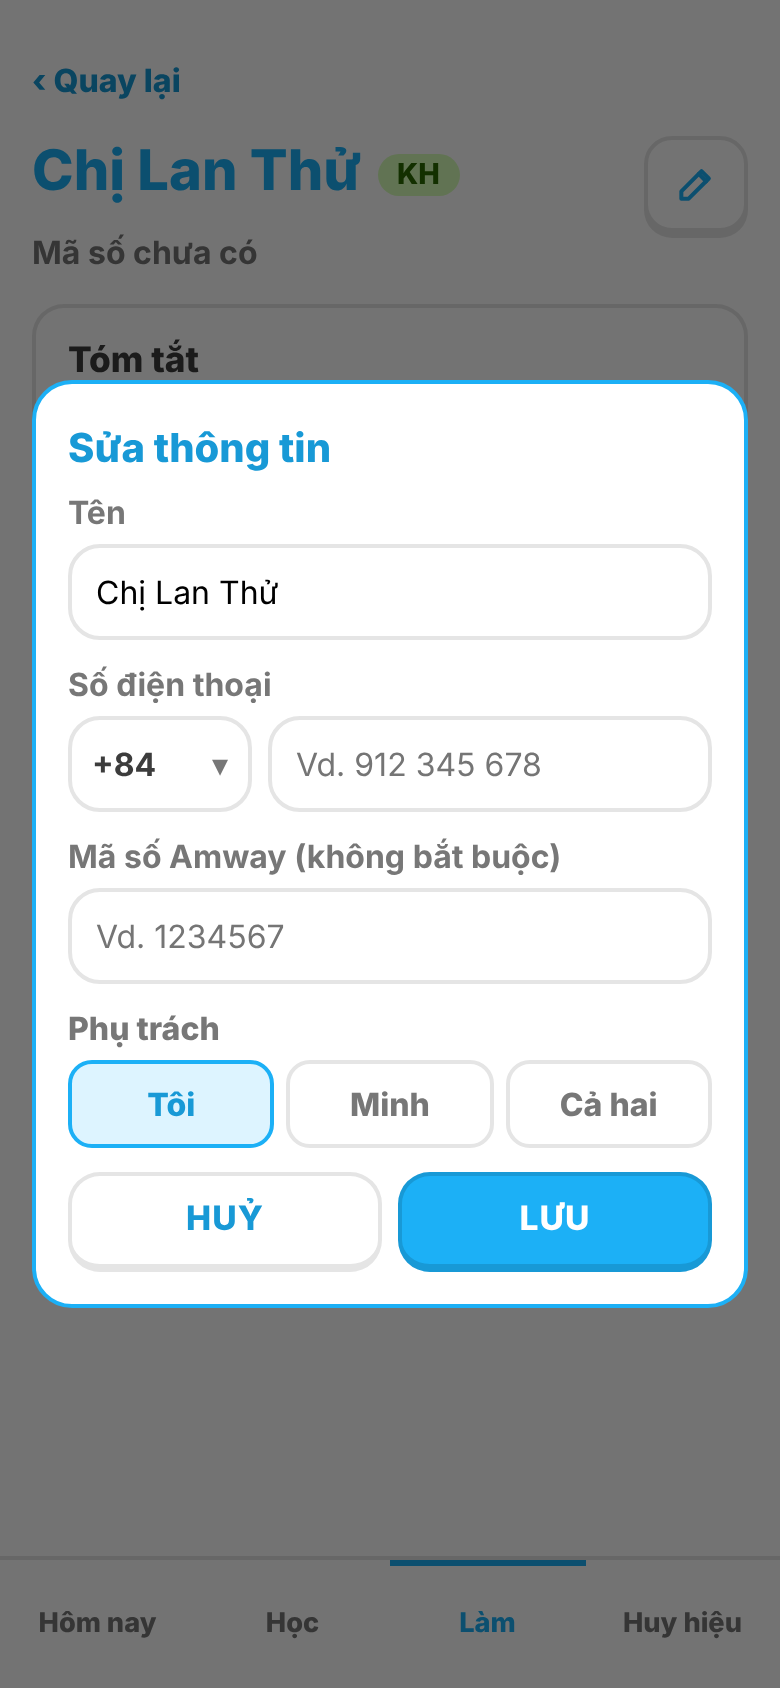 ‹ Quay lại
Chị Lan Thử KH
Mã số chưa có
Tóm tắt
Sửa thông tin
Tên
Chị Lan Thử
Số điện thoại
+84 ▼ Vd. 912 345 678
Mã số Amway (không bắt buộc)
Vd. 1234567
Phụ trách
Tôi Minh Cả hai
HUỶ LƯU
Hôm nay Học Làm Huy hiệu